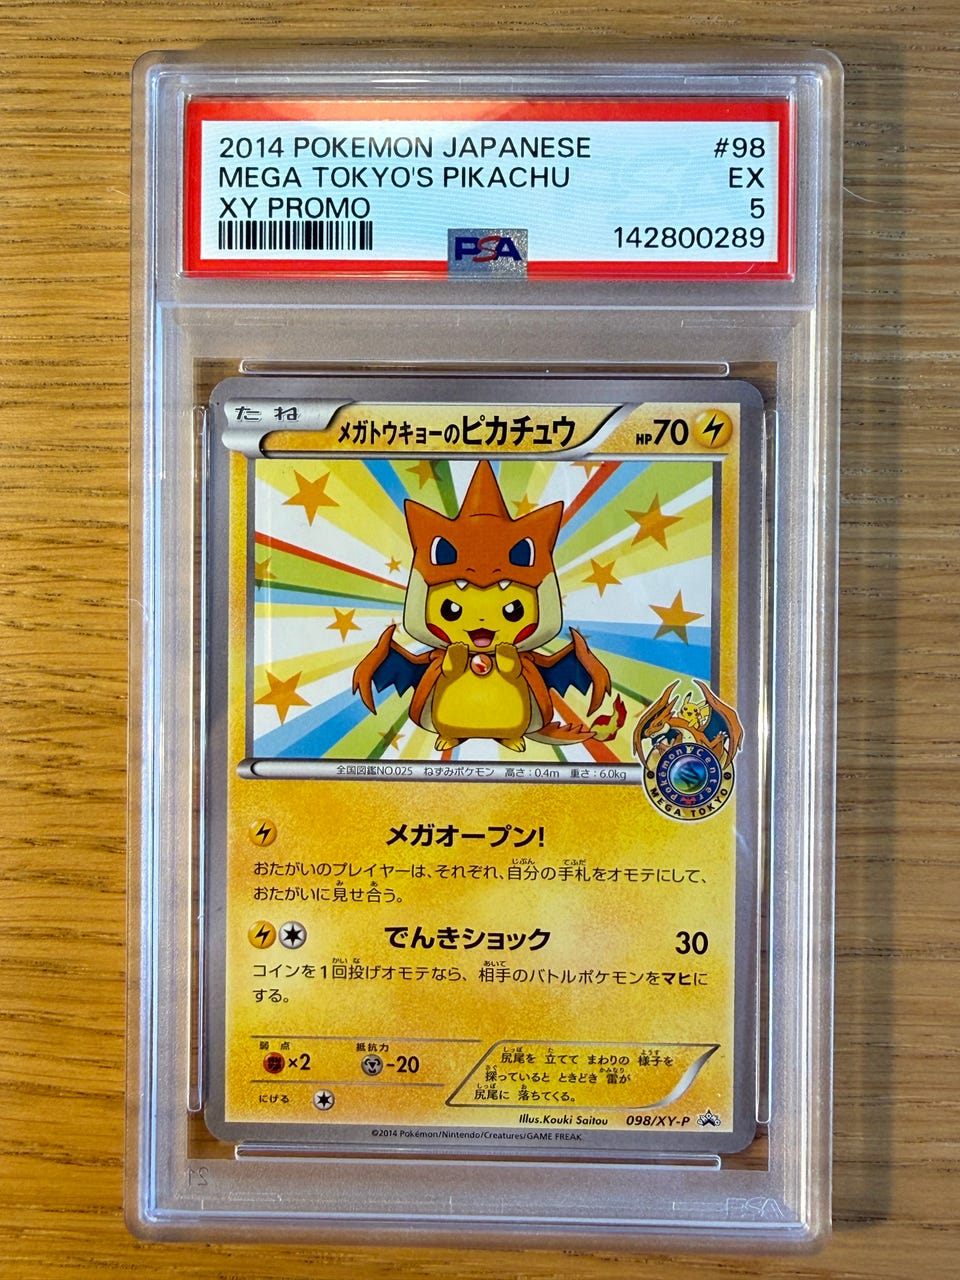 2014 POKEMON JAPANESE #98
MEGA TOKYO'S PIKACHU EX
XY PROMO 5
PSA 142800289
たね
メガトウキョーのピカチュウ HP70
Pokémon Center
MEGA TOKYO
全国図鑑NO.025 ねずみポケモン 高さ:0.4m 重さ:6.0kg
メガオープン!
おたがいのプレイヤーは、それぞれ、自分の手札をオモテにして、
おたがいに見せ合う。
でんきショック 30
コインを1回投げオモテなら、相手のバトルポケモンをマヒに
する。
弱点 抵抗力
×2 -20
にげる
尻尾を 立てて まわりの 様子を
探っていると ときどき 雷が
尻尾に 落ちてくる。
Illus.Kouki Saitou 098/XY-P
©2014 Pokémon/Nintendo/Creatures/GAME FREAK.
21
PSA